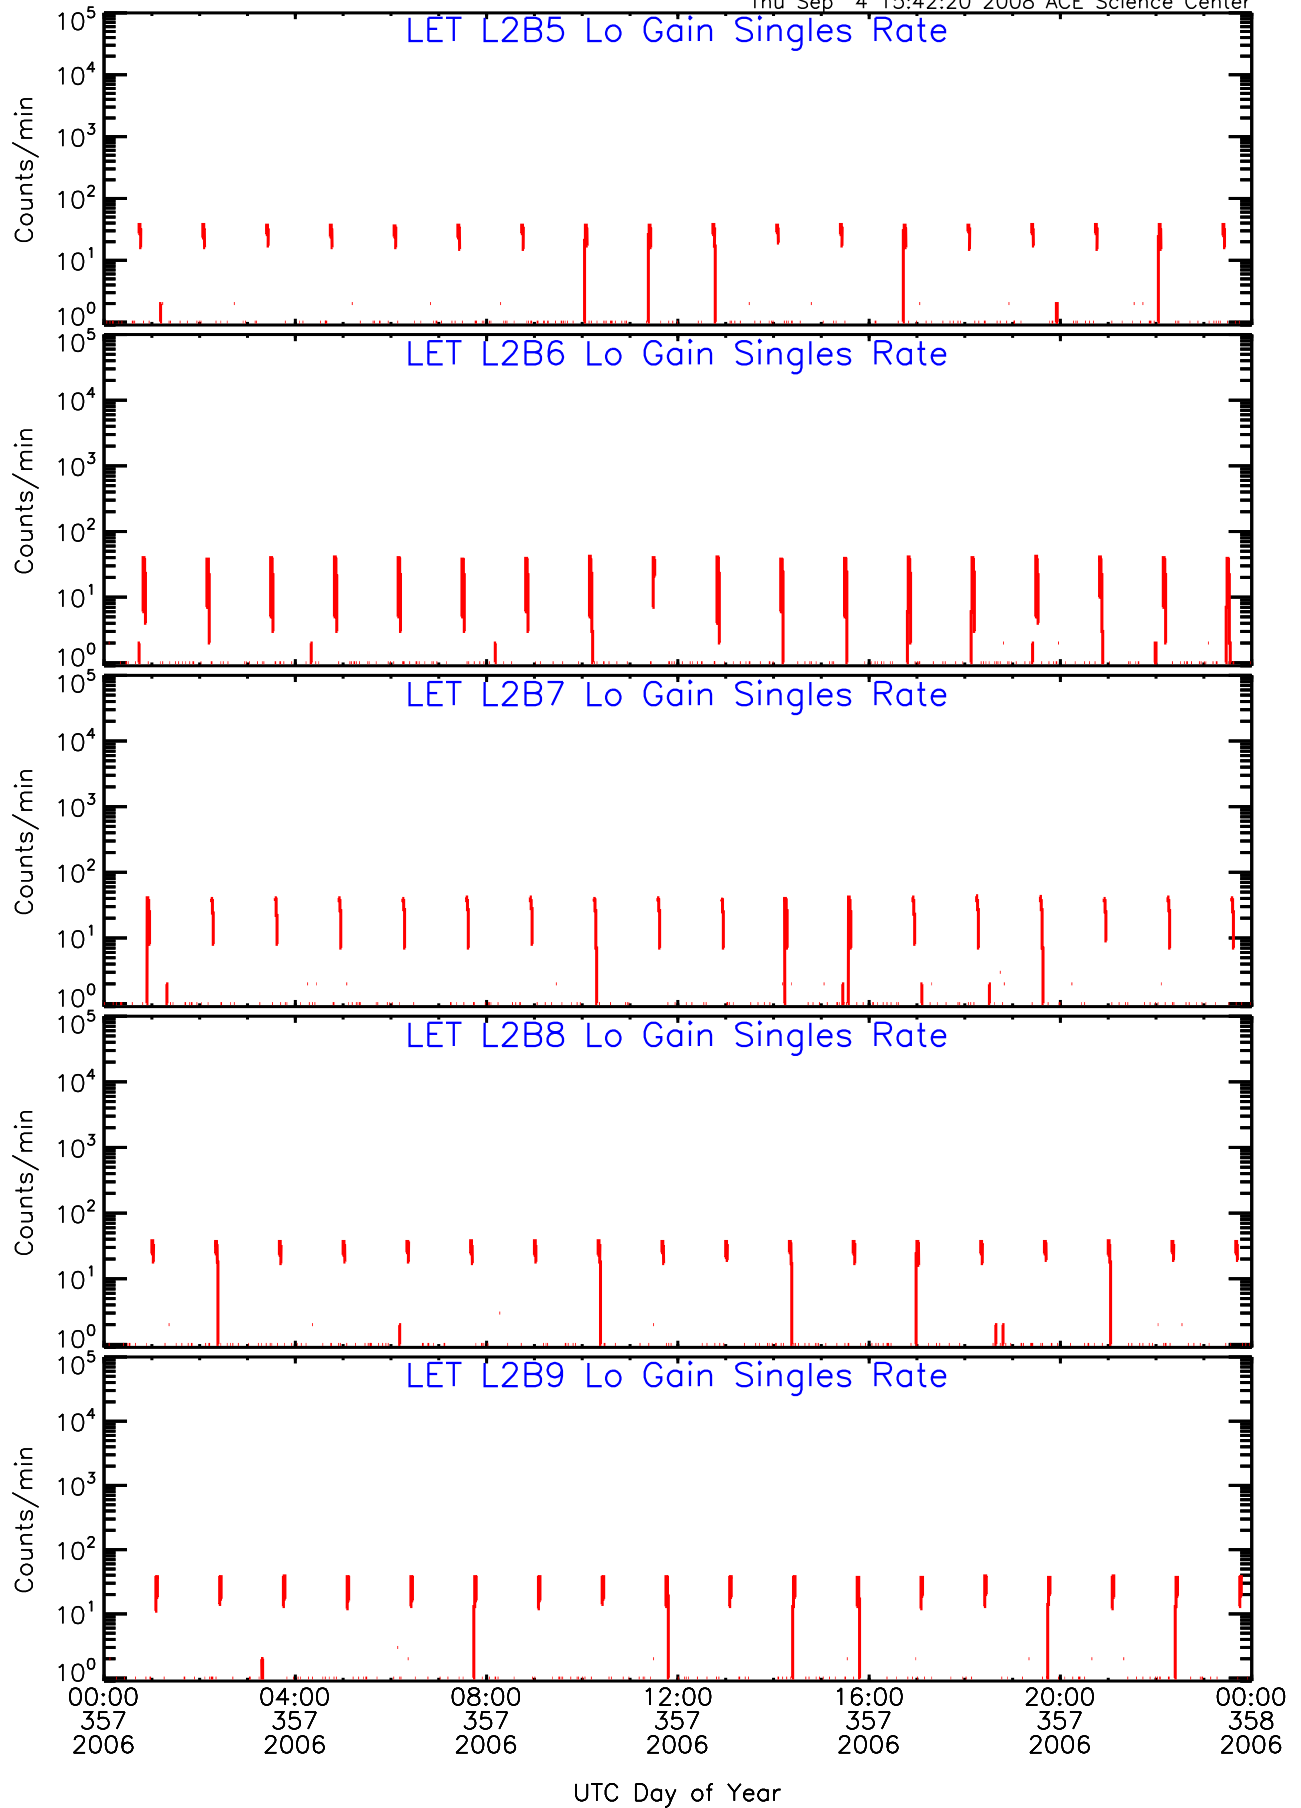 Thu Sep 4 15:42:20 2008 ACE Science Center
LET L2B5 Lo Gain Singles Rate
10^5
10^4
10^3
10^2
10^1
10^0
Counts/min
LET L2B6 Lo Gain Singles Rate
10^5
10^4
10^3
10^2
10^1
10^0
Counts/min
LET L2B7 Lo Gain Singles Rate
10^5
10^4
10^3
10^2
10^1
10^0
Counts/min
LET L2B8 Lo Gain Singles Rate
10^5
10^4
10^3
10^2
10^1
10^0
Counts/min
LET L2B9 Lo Gain Singles Rate
10^5
10^4
10^3
10^2
10^1
10^0
Counts/min
00:00 04:00 08:00 12:00 16:00 20:00 00:00
357 357 357 357 357 357 358
2006 2006 2006 2006 2006 2006 2006
UTC Day of Year